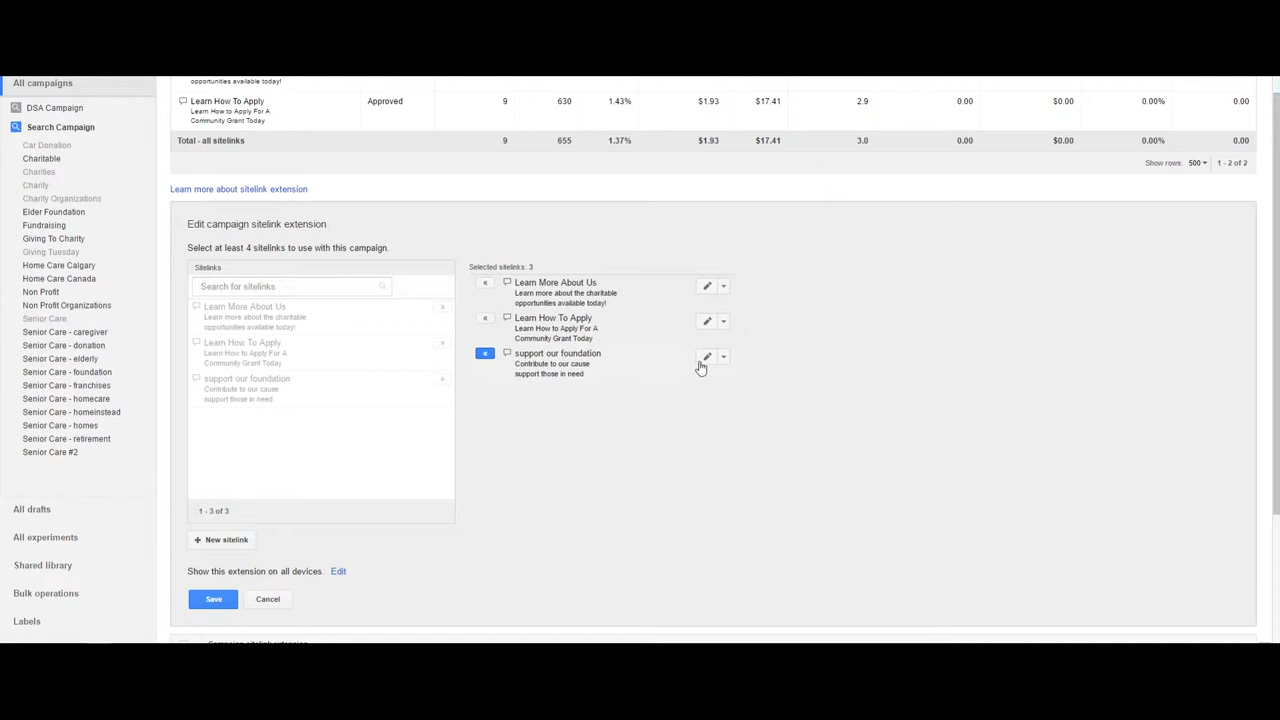 All campaigns
DSA Campaign
Search Campaign
Car Donation
Charitable
Charities
Charity
Charity Organizations
Elder Foundation
Fundraising
Giving To Charity
Giving Tuesday
Home Care Calgary
Home Care Canada
Non Profit
Non Profit Organizations
Senior Care
Senior Care - caregiver
Senior Care - donation
Senior Care - elderly
Senior Care - foundation
Senior Care - franchises
Senior Care - homecare
Senior Care - homeinstead
Senior Care - homes
Senior Care - retirement
Senior Care #2
All drafts
All experiments
Shared library
Bulk operations
Labels
opportunities available today!
Learn How To Apply Approved 9 630 1.43% $1.93 $17.41 2.9 0.00 $0.00 0.00% 0.00
Learn How to Apply For A
Community Grant Today
Total - all sitelinks 9 655 1.37% $1.93 $17.41 3.0 0.00 $0.00 0.00% 0.00
Show rows: 500 1 - 2 of 2
Learn more about sitelink extension
Edit campaign sitelink extension
Select at least 4 sitelinks to use with this campaign.
Sitelinks
Search for sitelinks
Learn More About Us »
Learn more about the charitable
opportunities available today!
Learn How To Apply »
Learn How to Apply For A
Community Grant Today
support our foundation »
Contribute to our cause
support those in need
1 - 3 of 3
Selected sitelinks: 3
« Learn More About Us
Learn more about the charitable
opportunities available today!
« Learn How To Apply
Learn How to Apply For A
Community Grant Today
« support our foundation
Contribute to our cause
support those in need
+ New sitelink
Show this extension on all devices. Edit
Save Cancel
Campaign sitelink extension